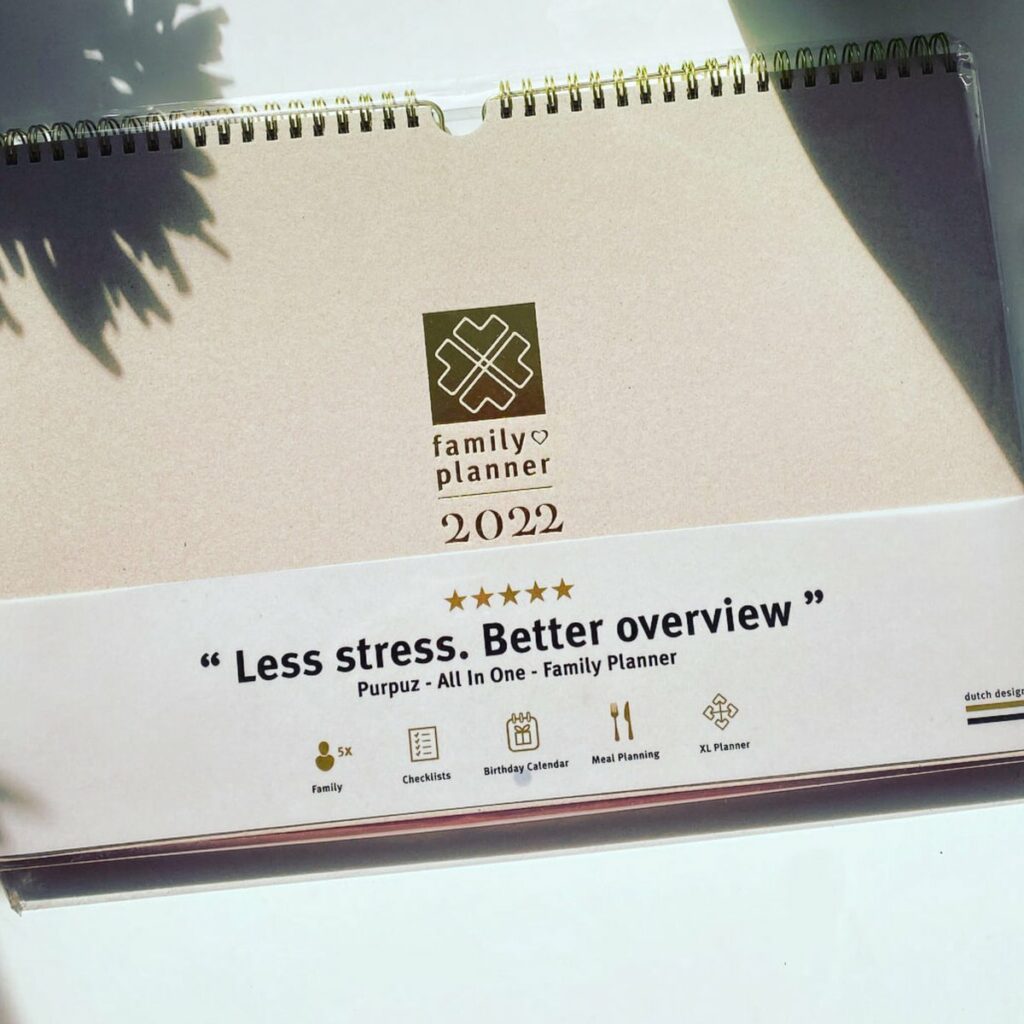 family
planner
2022
“ Less stress. Better overview ”
Purpuz - All In One - Family Planner
5x
Family
Checklists
Birthday Calendar
Meal Planning
XL Planner
dutch design